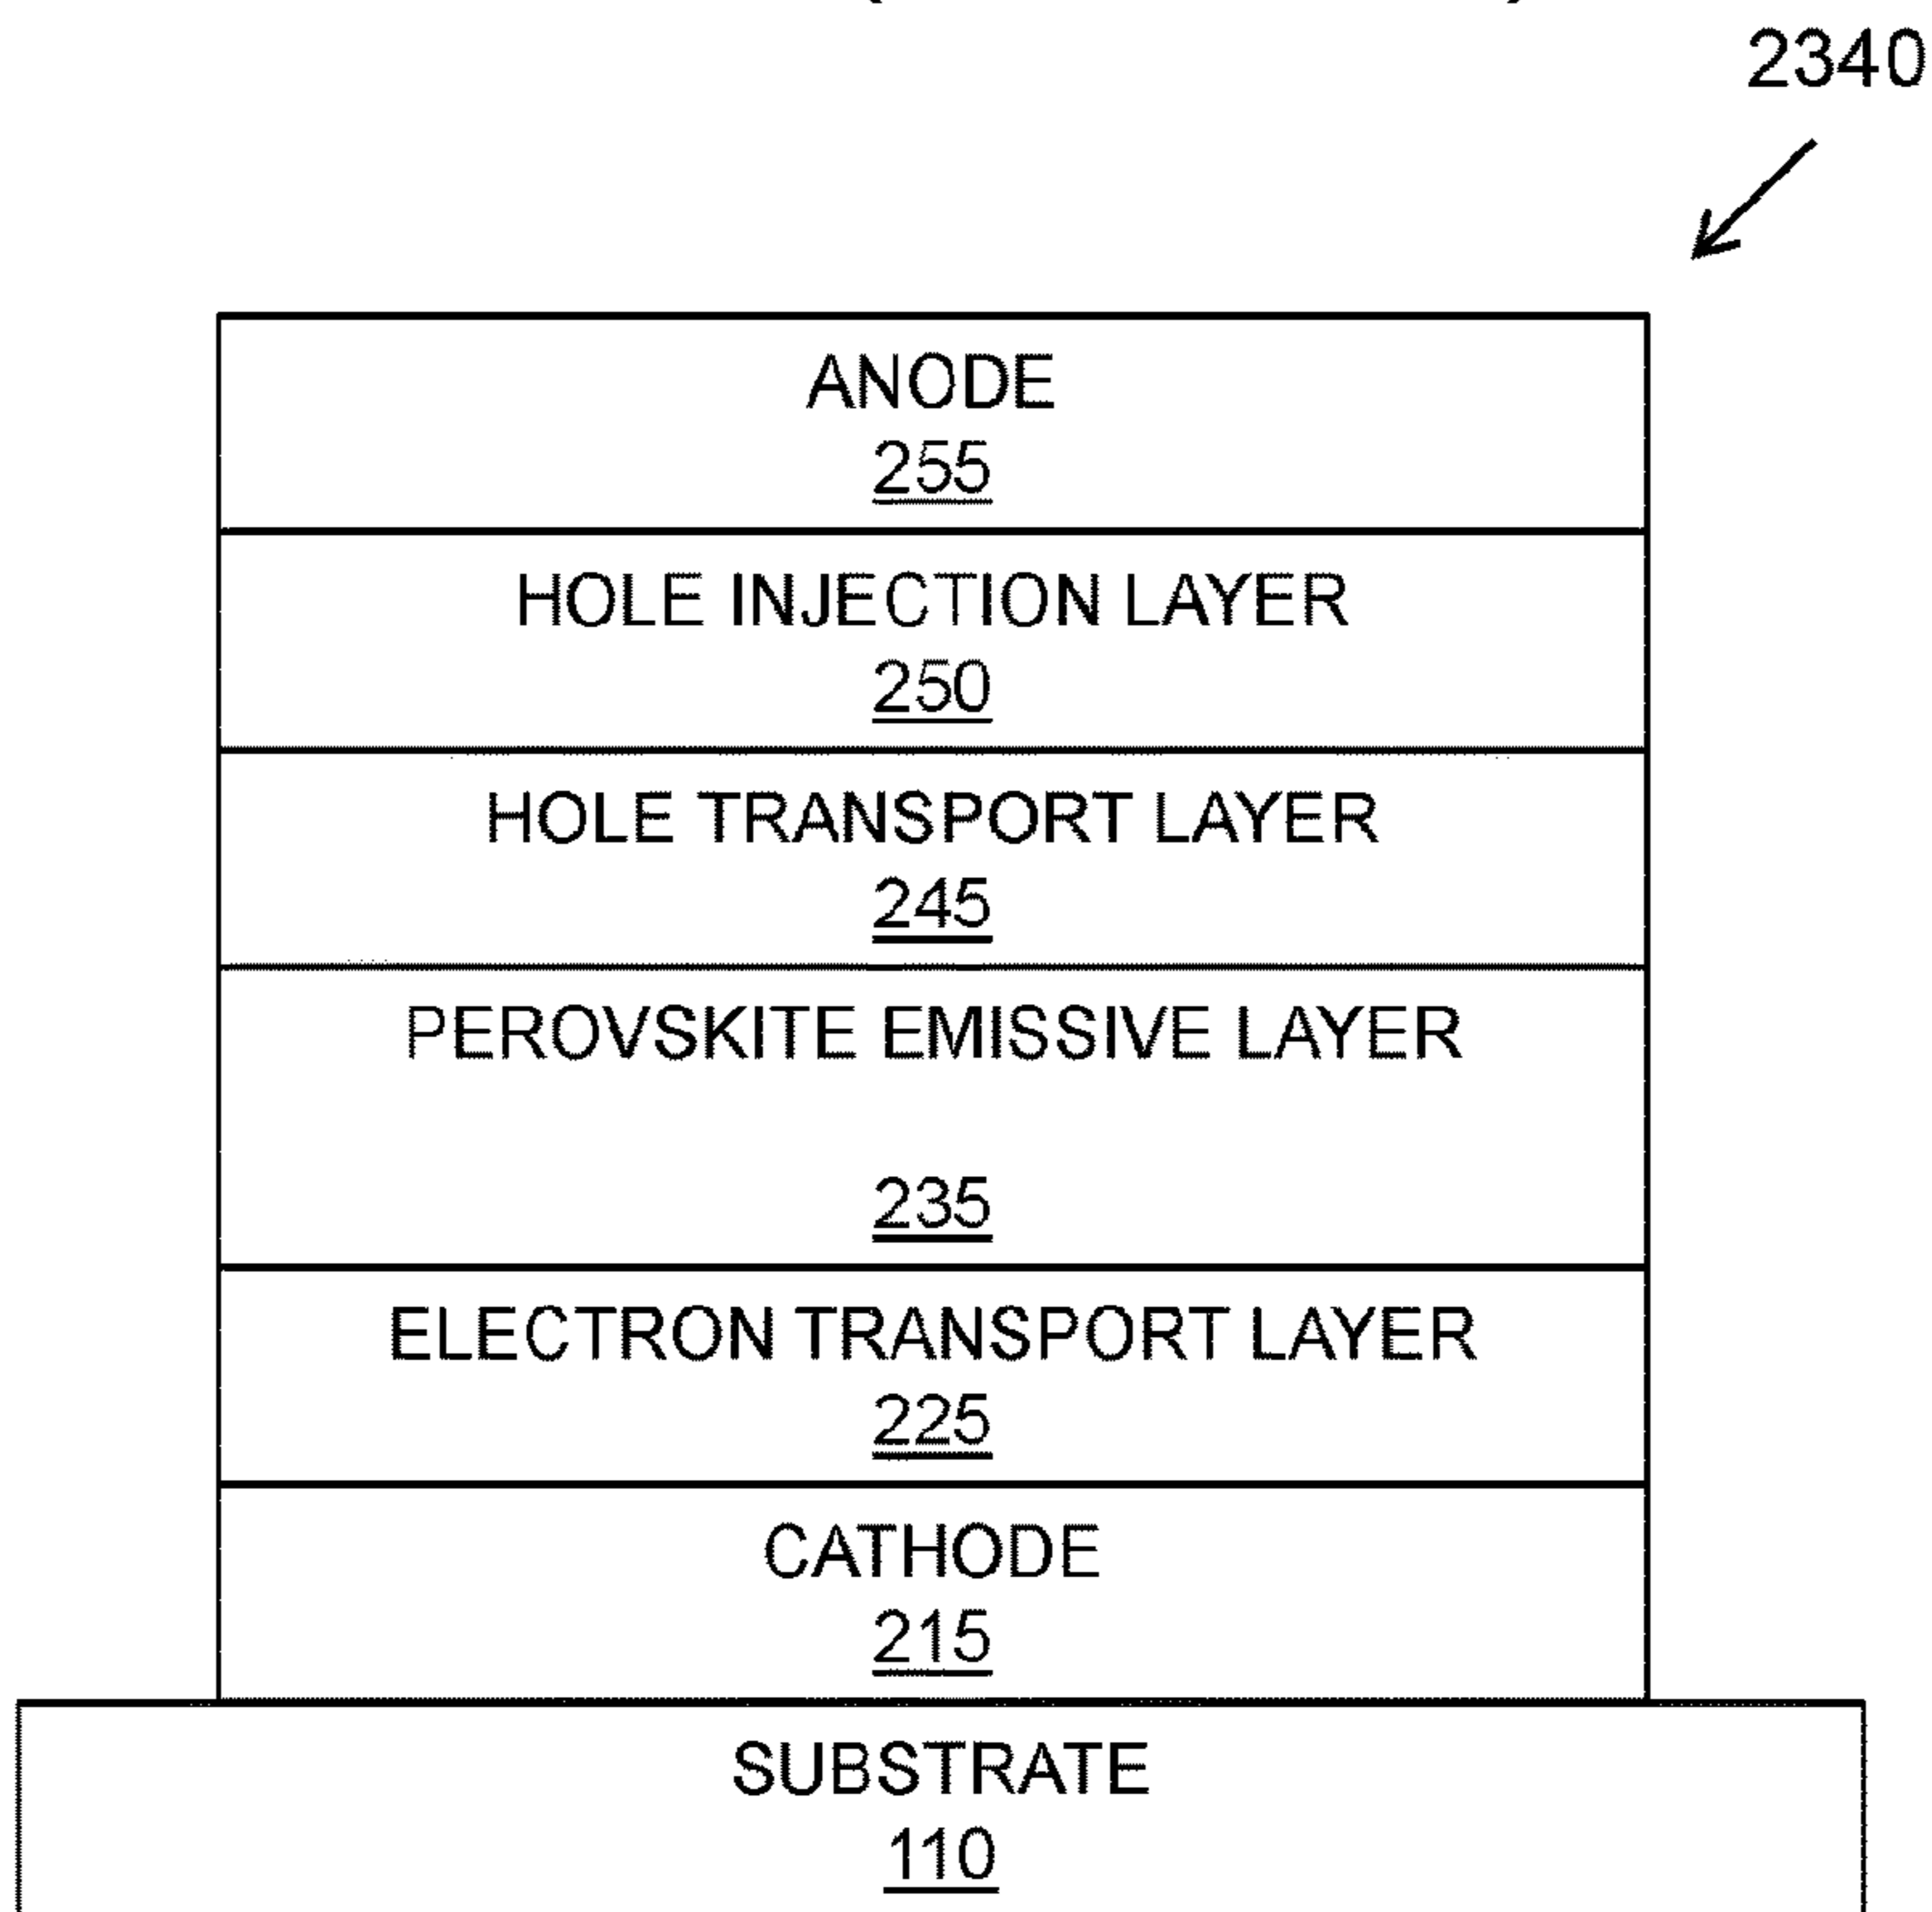 2340
ANODE
255
HOLE INJECTION LAYER
250
HOLE TRANSPORT LAYER
245
PEROVSKITE EMISSIVE LAYER
235
ELECTRON TRANSPORT LAYER
225
CATHODE
215
SUBSTRATE
110